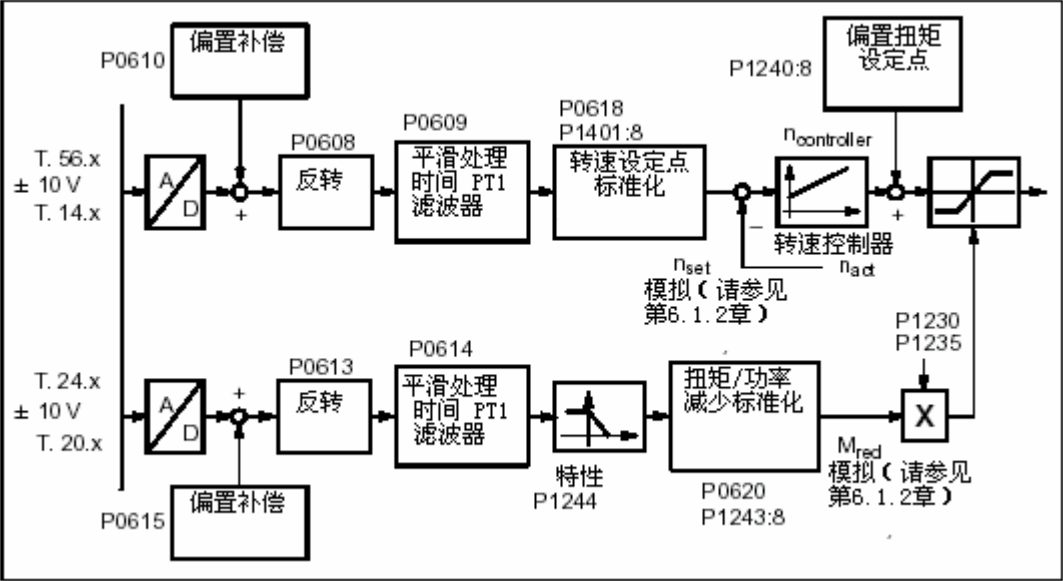 偏置补偿
P0610
偏置扭矩
设定点
P1240:8
P0608
P0609
P0618
P1401:8
n controller
T. 56.x
± 10 V
T. 14.x
A
D
+
反转
平滑处理
时间 PT1
滤波器
转速设定点
标准化
−
+
转速控制器
n set
n act
模拟(请参见
第6.1.2章)
P1230
P1235
P0613
P0614
T. 24.x
± 10 V
T. 20.x
A
D
+
反转
平滑处理
时间 PT1
滤波器
扭矩/功率
减少标准化
X
特性
P1244
M red
模拟(请参见
第6.1.2章)
P0620
P1243:8
P0615
偏置补偿